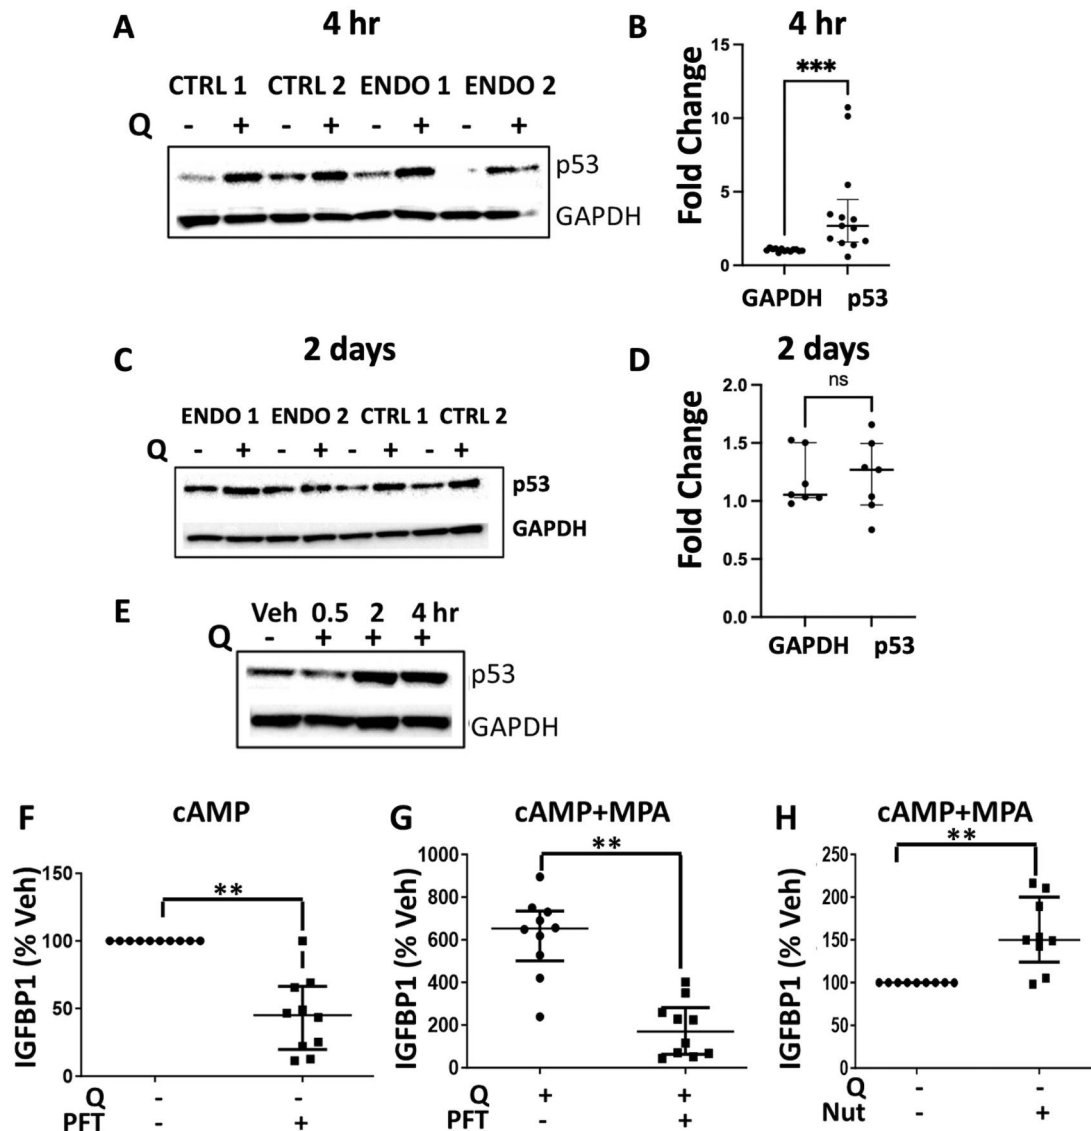 A
4 hr
CTRL 1 CTRL 2 ENDO 1 ENDO 2
Q - + - + - + - +
p53
GAPDH
B
4 hr
***
Fold Change
15
10
5
0
GAPDH p53
C
2 days
ENDO 1 ENDO 2 CTRL 1 CTRL 2
Q - + - + - + - +
p53
GAPDH
D
2 days
ns
Fold Change
2.0
1.5
1.0
0.5
0.0
GAPDH p53
E
Veh 0.5 2 4 hr
Q - + + +
p53
GAPDH
F
cAMP
**
IGFBP1 (% Veh)
150
100
50
0
Q - -
PFT - +
G
cAMP+MPA
**
IGFBP1 (% Veh)
1000
800
600
400
200
0
Q + +
PFT - +
H
cAMP+MPA
**
IGFBP1 (% Veh)
250
200
150
100
50
0
Q - -
Nut - +